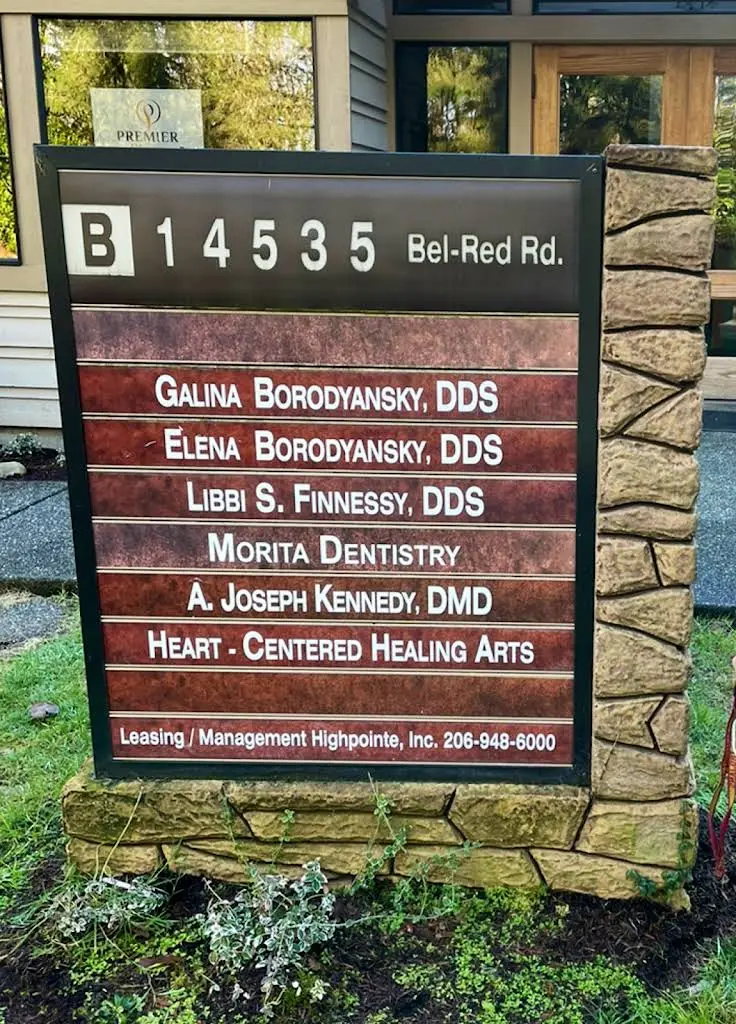 PREMIER
B 14535 Bel-Red Rd.
GALINA BORODYANSKY, DDS
ELENA BORODYANSKY, DDS
LIBBI S. FINNESSY, DDS
MORITA DENTISTRY
A. JOSEPH KENNEDY, DMD
HEART - CENTERED HEALING ARTS
Leasing / Management Highpointe, Inc. 206-948-6000